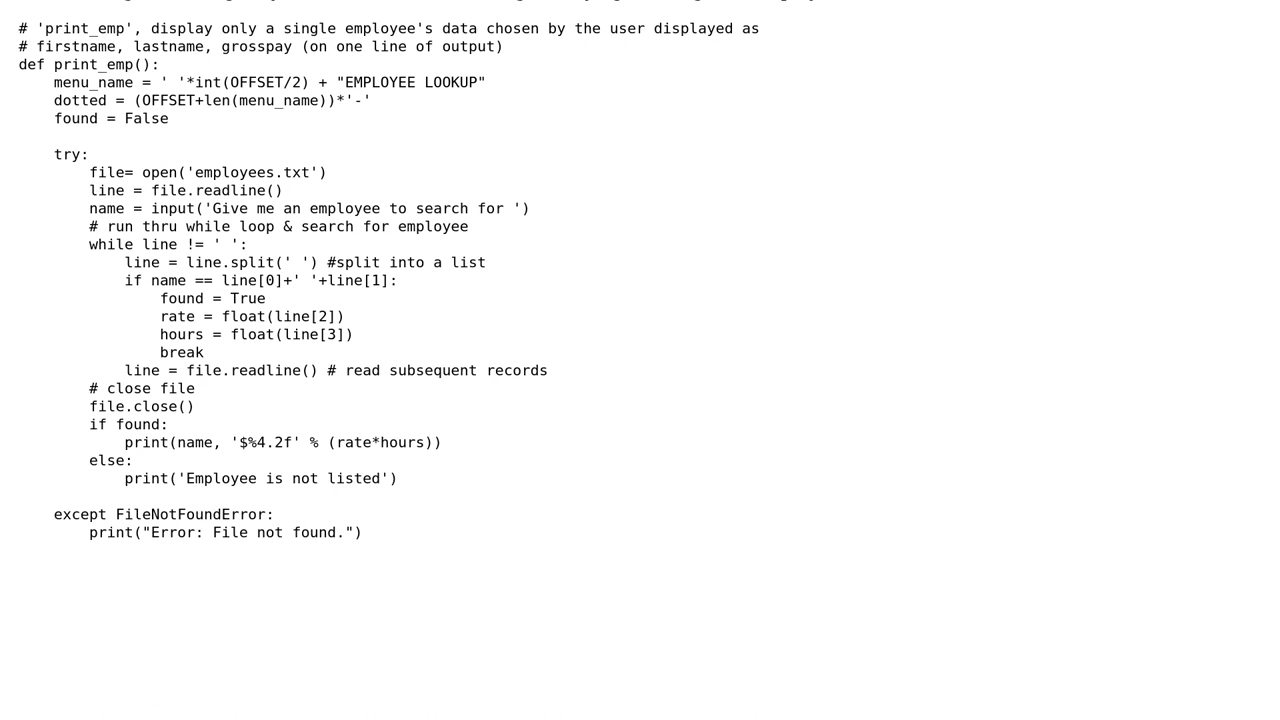 # 'print_emp', display only a single employee's data chosen by the user displayed as
# firstname, lastname, grosspay (on one line of output)
def print_emp():
    menu_name = ' '*int(OFFSET/2) + "EMPLOYEE LOOKUP"
    dotted = (OFFSET+len(menu_name))*'-'
    found = False

    try:
        file= open('employees.txt')
        line = file.readline()
        name = input('Give me an employee to search for ')
        # run thru while loop & search for employee
        while line != ' ':
            line = line.split(' ') #split into a list
            if name == line[0]+' '+line[1]:
                found = True
                rate = float(line[2])
                hours = float(line[3])
                break
            line = file.readline() # read subsequent records
        # close file
        file.close()
        if found:
            print(name, '$%4.2f' % (rate*hours))
        else:
            print('Employee is not listed')

    except FileNotFoundError:
        print("Error: File not found.")